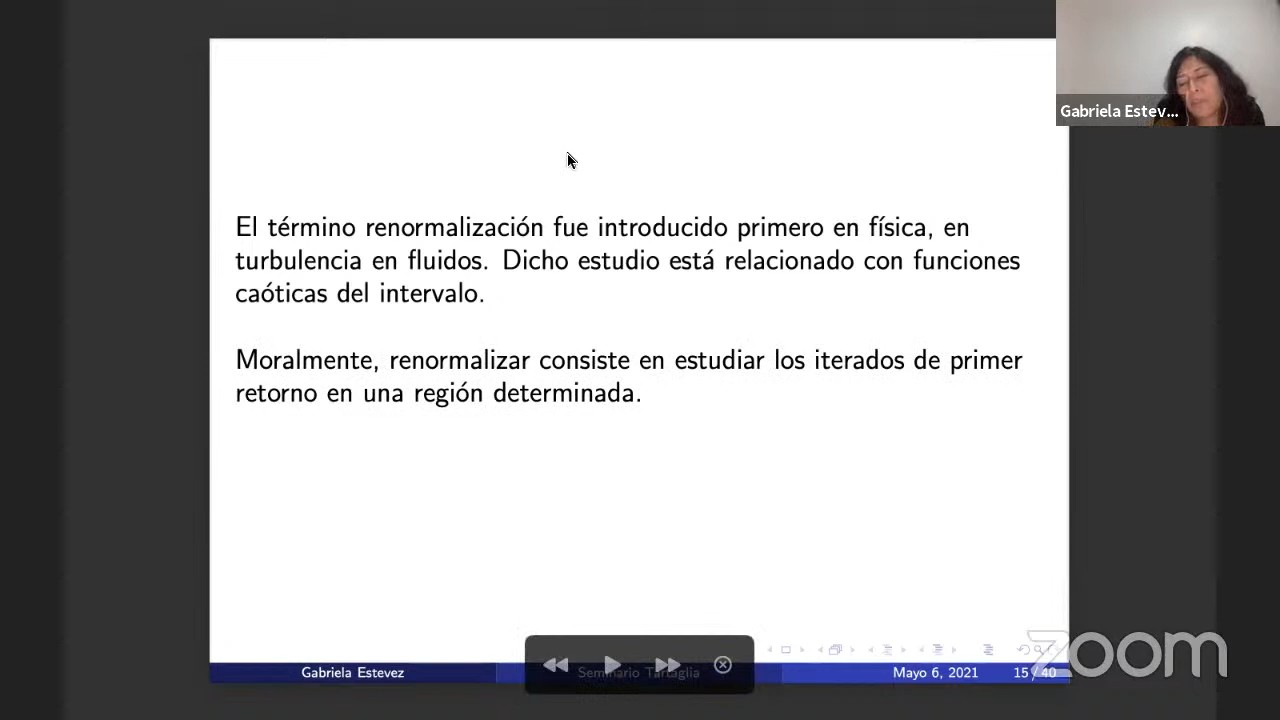 Gabriela Estev...
El término renormalización fue introducido primero en física, en
turbulencia en fluidos. Dicho estudio está relacionado con funciones
caóticas del intervalo.
Moralmente, renormalizar consiste en estudiar los iterados de primer
retorno en una región determinada.
zoom
Gabriela Estevez
Seminario Tartaglia
Mayo 6, 2021
15 / 40